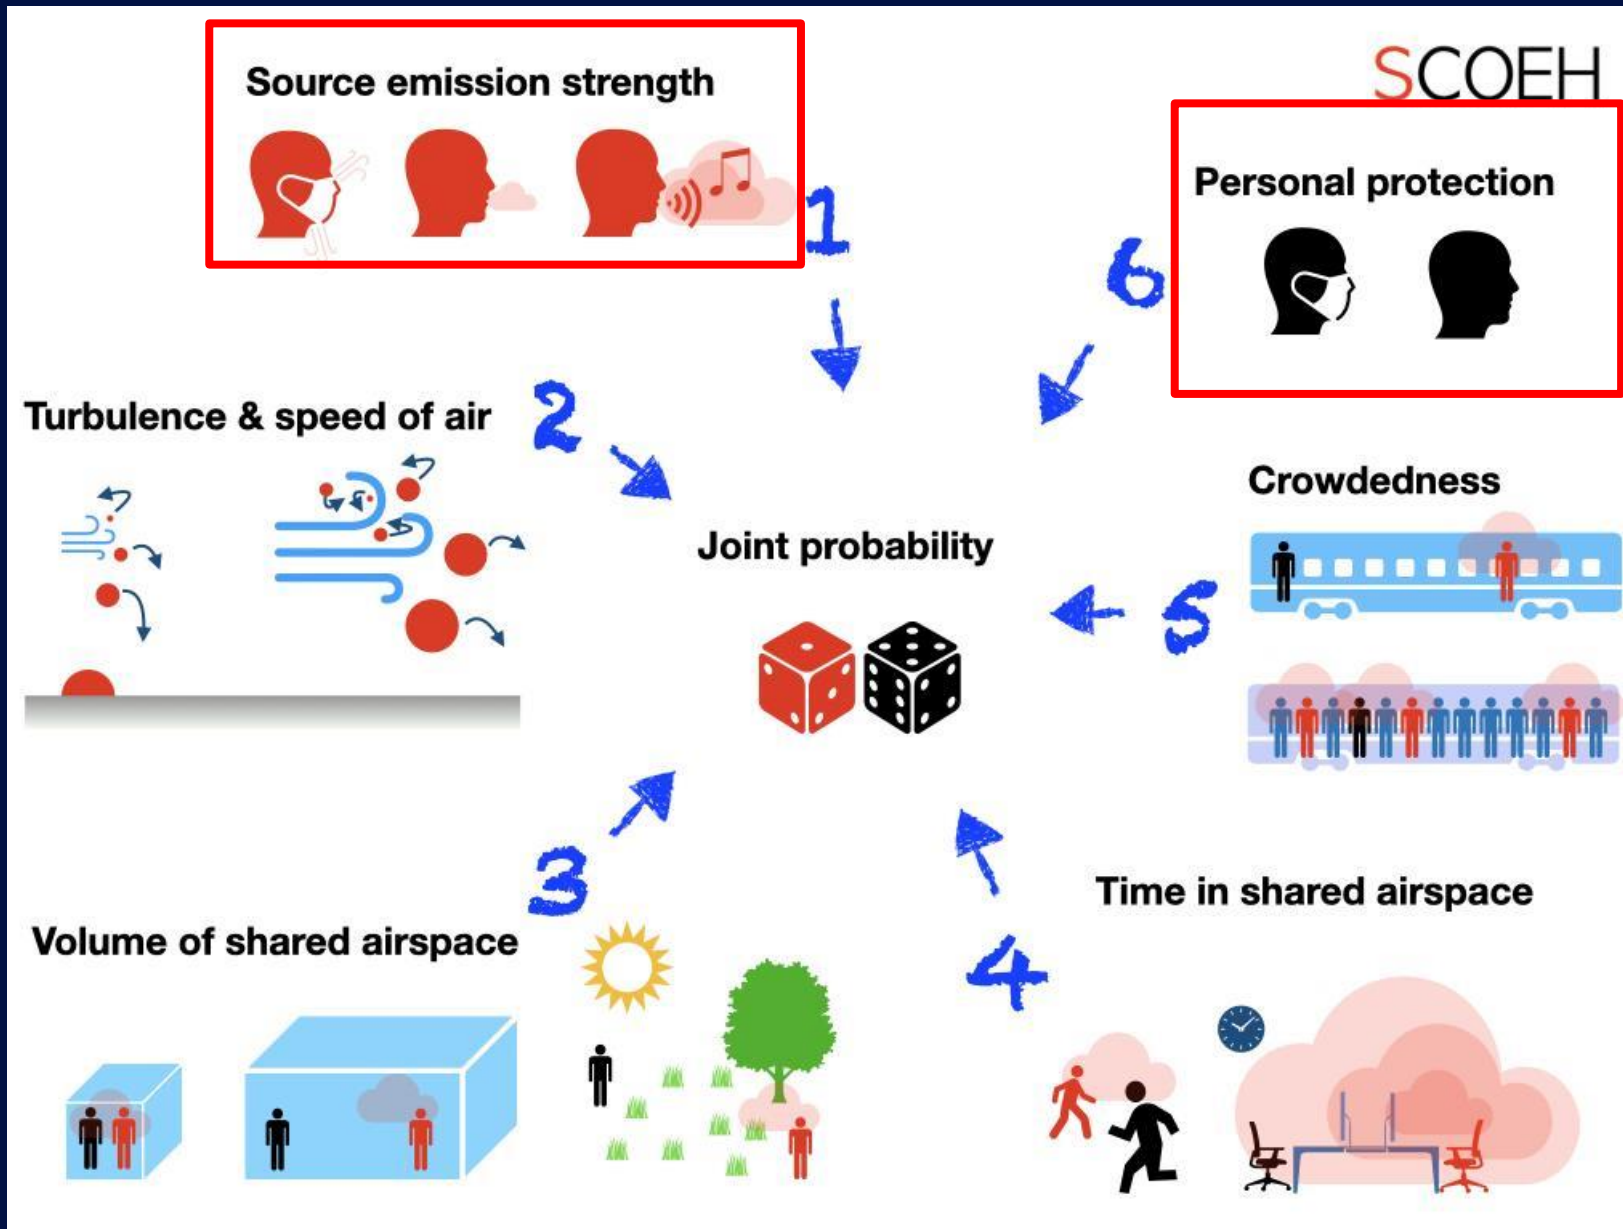 Source emission strength
SCOEH
Personal protection
1
6
Turbulence & speed of air
2
Crowdedness
Joint probability
5
3
Time in shared airspace
Volume of shared airspace
4